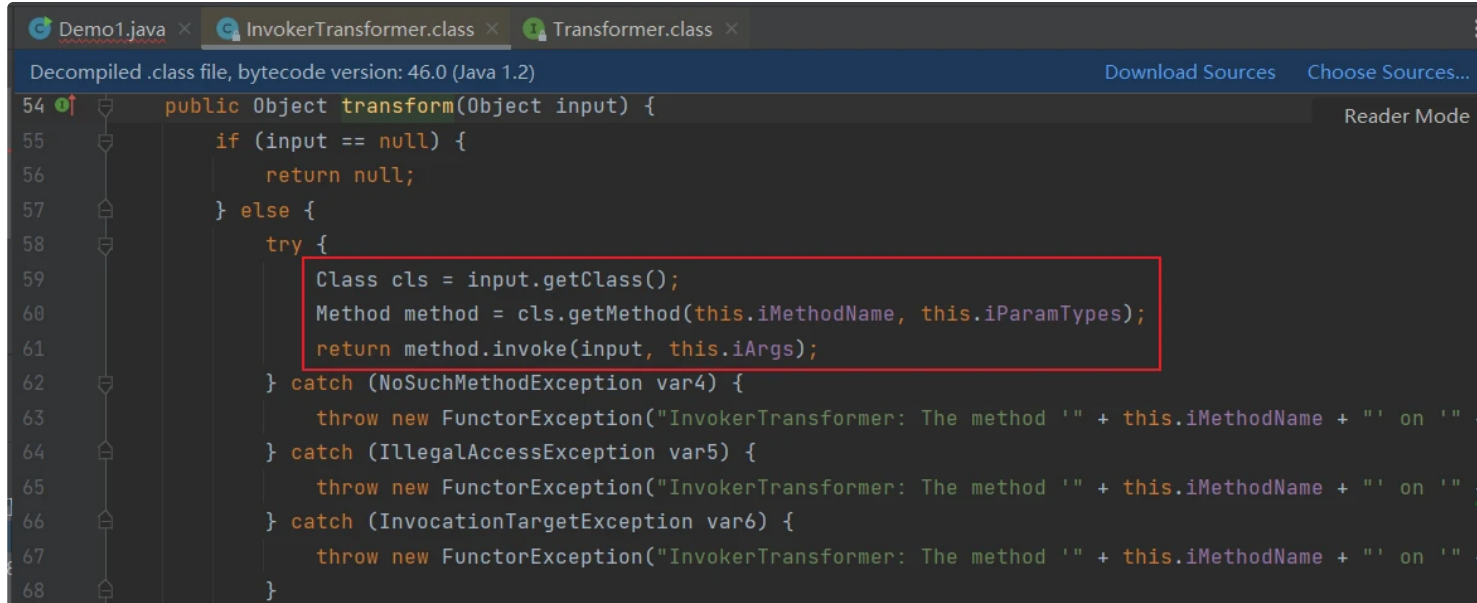 Demo1.java InvokerTransformer.class Transformer.class
Decompiled .class file, bytecode version: 46.0 (Java 1.2) Download Sources Choose Sources...
54 public Object transform(Object input) {
Reader Mode
55 if (input == null) {
56 return null;
57 } else {
58 try {
59 Class cls = input.getClass();
60 Method method = cls.getMethod(this.iMethodName, this.iParamTypes);
61 return method.invoke(input, this.iArgs);
62 } catch (NoSuchMethodException var4) {
63 throw new FunctorException("InvokerTransformer: The method '" + this.iMethodName + "' on '"
64 } catch (IllegalAccessException var5) {
65 throw new FunctorException("InvokerTransformer: The method '" + this.iMethodName + "' on '"
66 } catch (InvocationTargetException var6) {
67 throw new FunctorException("InvokerTransformer: The method '" + this.iMethodName + "' on '"
68 }